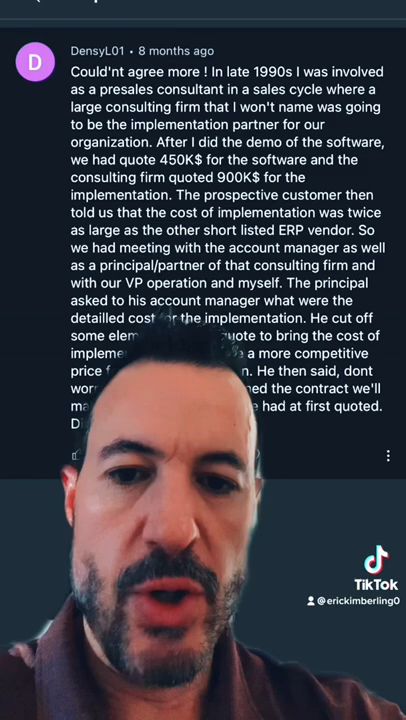 DensyL01 • 8 months ago
Could'nt agree more ! In late 1990s I was involved
as a presales consultant in a sales cycle where a
large consulting firm that I won't name was going
to be the implementation partner for our
organization. After I did the demo of the software,
we had quote 450K$ for the software and the
consulting firm quoted 900K$ for the
implementation. The prospective customer then
told us that the cost of implementation was twice
as large as the other short listed ERP vendor. So
we had meeting with the account manager as well
as a principal/partner of that consulting firm and
with our VP operation and myself. The principal
asked to his account manager what were the
detailled cost for the implementation. He cut off
some quote to bring the cost of
a more competitive
price He then said, dont
the contract we'll
had at first quoted.
D
TikTok
@erickimberling0